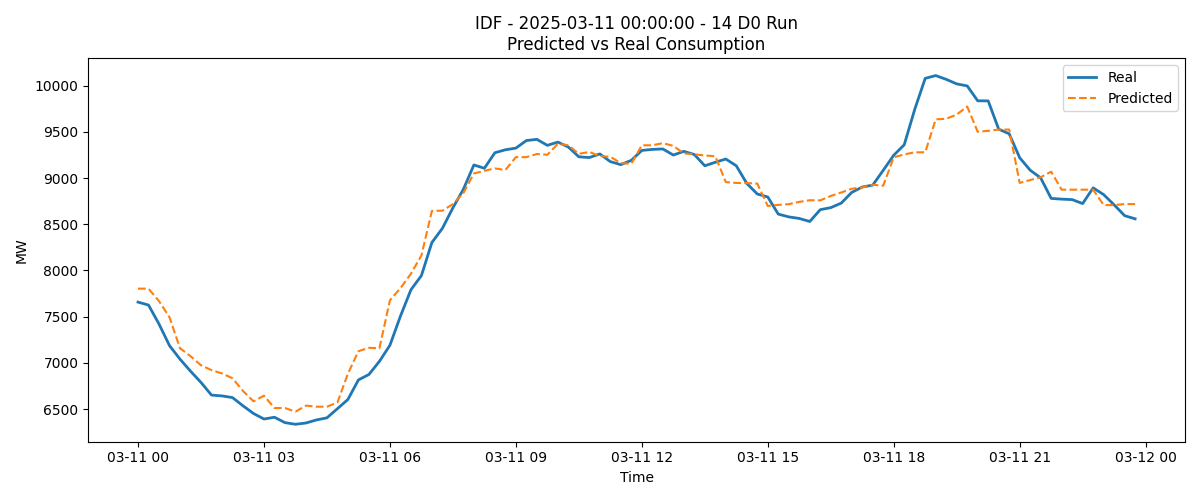 IDF - 2025-03-11 00:00:00 - 14 D0 Run
Predicted vs Real Consumption
Real
Predicted
MW
10000
9500
9000
8500
8000
7500
7000
6500
03-11 00
03-11 03
03-11 06
03-11 09
03-11 12
03-11 15
03-11 18
03-11 21
03-12 00
Time